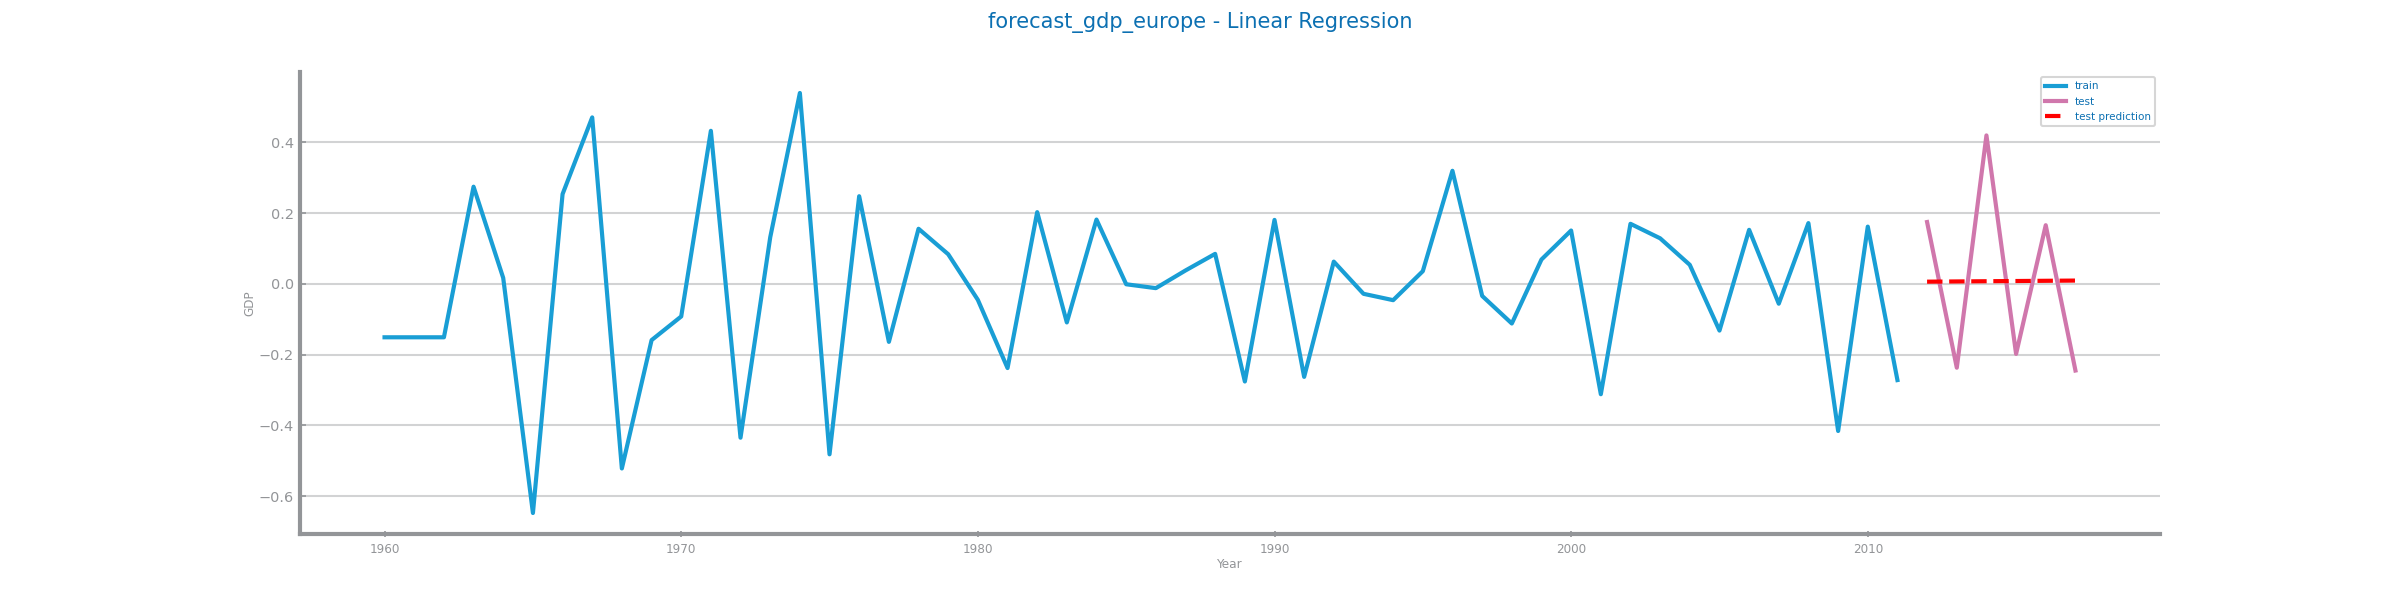 forecast_gdp_europe - Linear Regression
train
test
test prediction
0.4
0.2
0.0
−0.2
−0.4
−0.6
GDP
1960 1970 1980 1990 2000 2010
Year